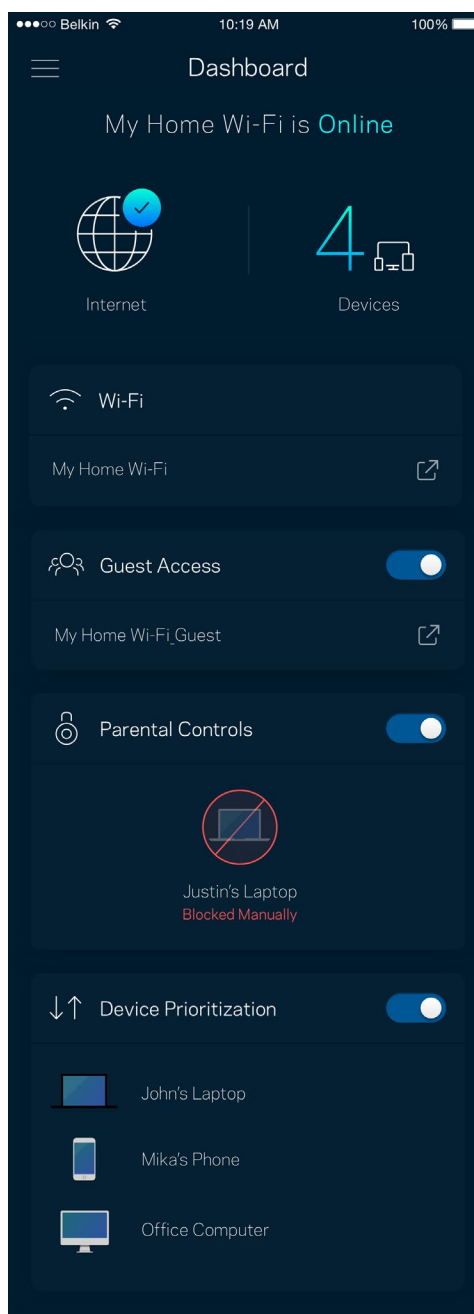 Belkin 10:19 AM 100%
Dashboard
My Home Wi-Fi is Online
4
Internet Devices
Wi-Fi
My Home Wi-Fi
Guest Access
My Home Wi-Fi_Guest
Parental Controls
Justin's Laptop
Blocked Manually
Device Prioritization
John's Laptop
Mika's Phone
Office Computer